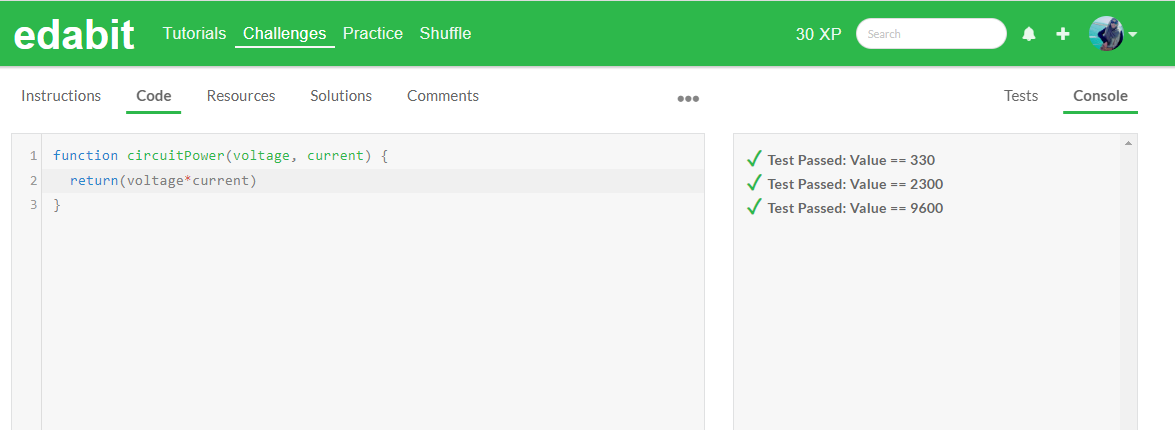 edabit Tutorials Challenges Practice Shuffle 30 XP Search
Instructions Code Resources Solutions Comments Tests Console
1 function circuitPower(voltage, current) {
2 return(voltage*current)
3 }
Test Passed: Value == 330
Test Passed: Value == 2300
Test Passed: Value == 9600